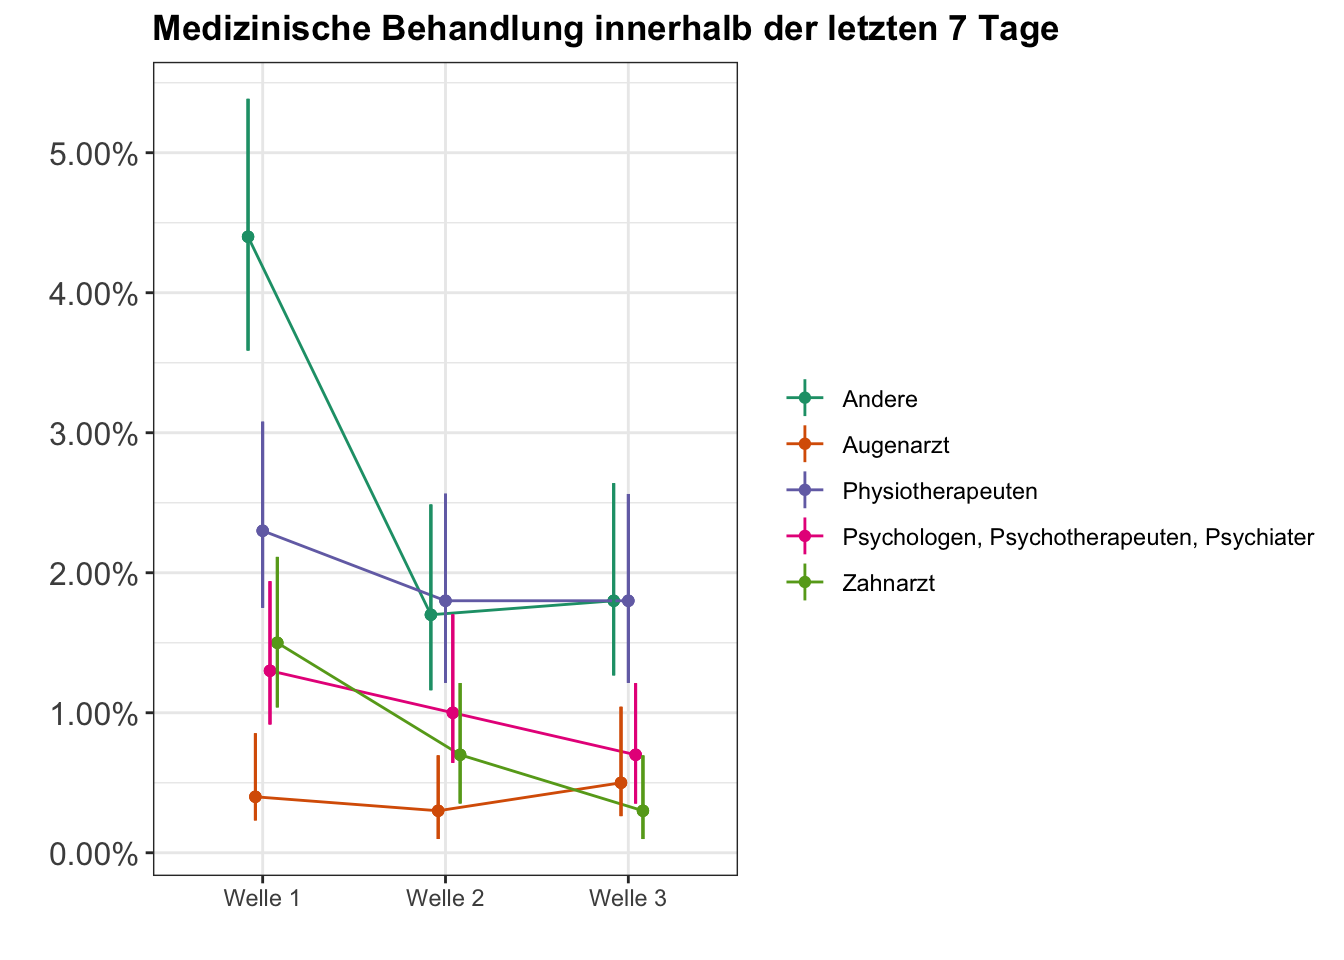 Medizinische Behandlung innerhalb der letzten 7 Tage
5.00%
4.00%
3.00%
2.00%
1.00%
0.00%
Welle 1
Welle 2
Welle 3
Andere
Augenarzt
Physiotherapeuten
Psychologen, Psychotherapeuten, Psychiater
Zahnarzt